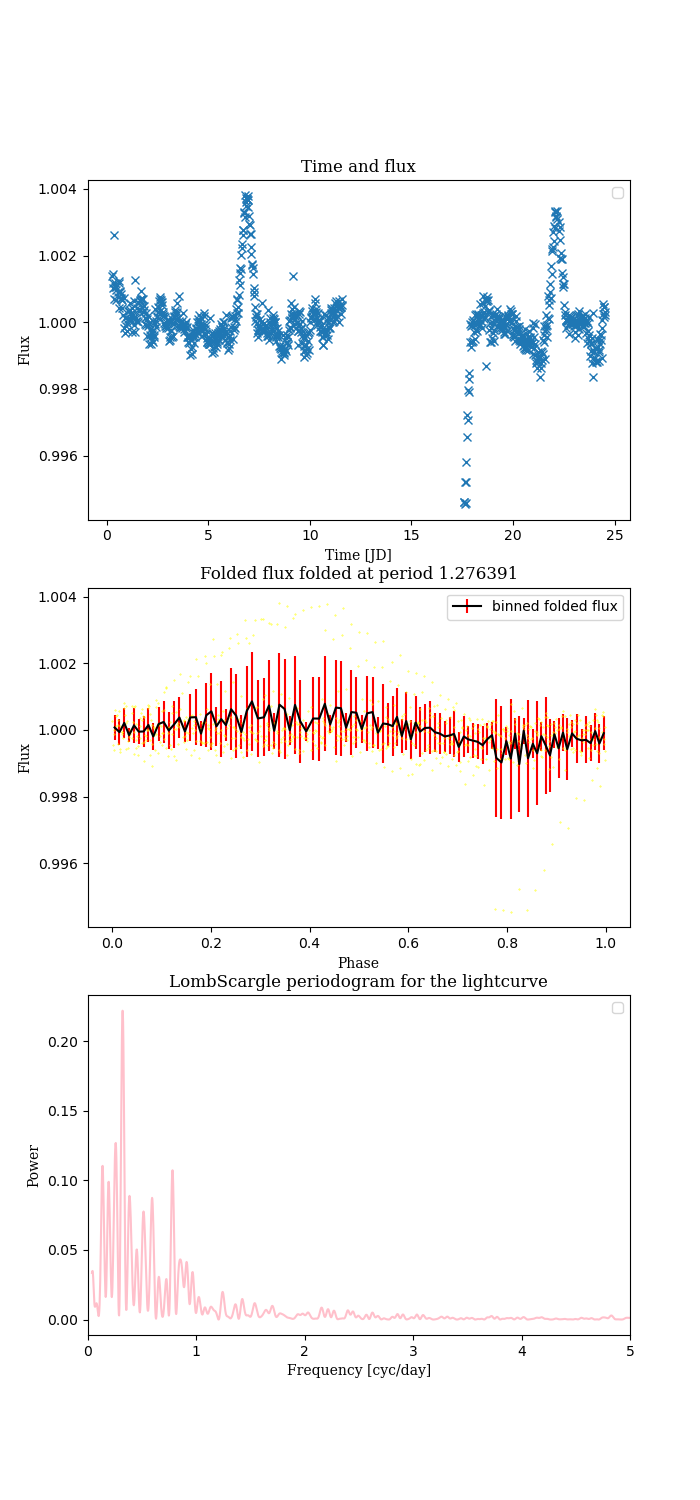 Time and flux
1.004
1.002
1.000
0.998
0.996
Flux
0 5 10 15 20 25
Time [JD]
Folded flux folded at period 1.276391
binned folded flux
1.004
1.002
1.000
0.998
0.996
Flux
0.0 0.2 0.4 0.6 0.8 1.0
Phase
LombScargle periodogram for the lightcurve
0.20
0.15
0.10
0.05
0.00
Power
0 1 2 3 4 5
Frequency [cyc/day]